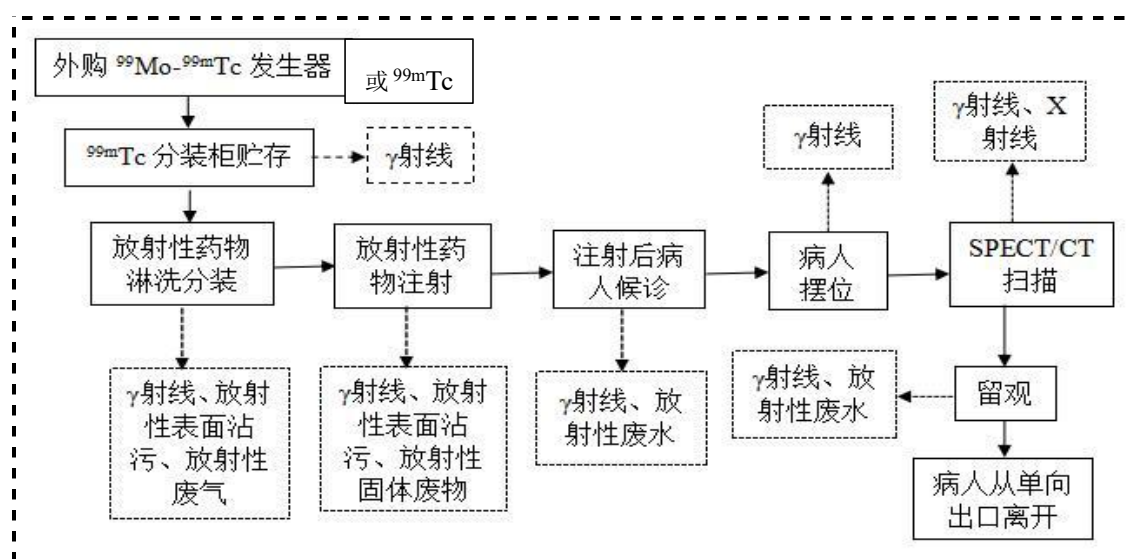 外购 ⁹⁹Mo-⁹⁹ᵐTc 发生器
或 ⁹⁹ᵐTc
⁹⁹ᵐTc 分装柜贮存
γ射线
γ射线
γ射线、X
射线
放射性药物
淋洗分装
放射性药
物注射
注射后病
人候诊
病人
摆位
SPECT/CT
扫描
γ射线、放射
性表面沾
污、放射性
废气
γ射线、放射
性表面沾
污、放射性
固体废物
γ射线、放
射性废水
γ射线、放
射性废水
留观
病人从单向
出口离开